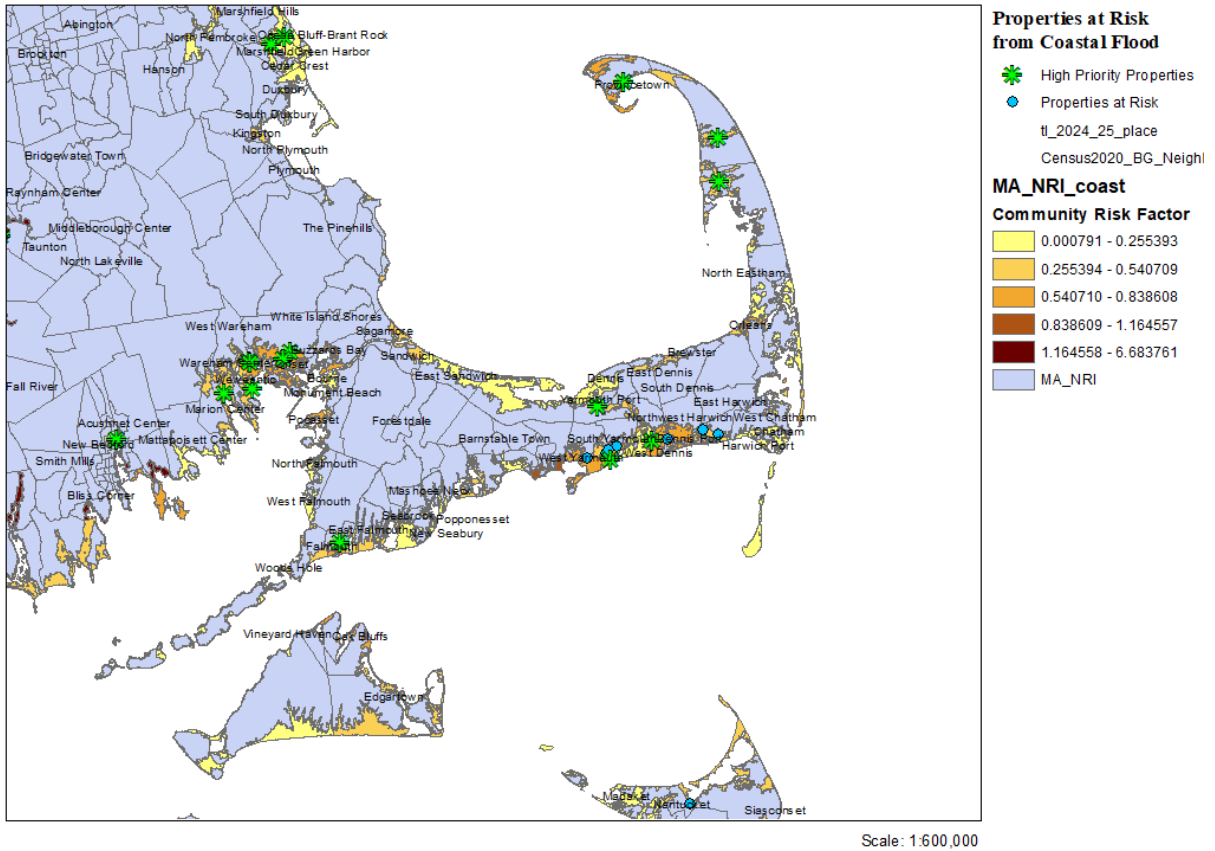 Marshfield Hills
Abington
North Pembroke
Ocean Bluff-Brant Rock
Brockton
Marshfield
Green Harbor
Hanson
Cedar Crest
Duxbury
South Duxbury
Kingston
North Plymouth
Bridgewater Town
Plymouth
Raynham Center
Middleborough Center
The Pinehills
Taunton
North Lakeville
Provincetown
North Eastham
West Wareham
White Island Shores
Sagamore
Orleans
Buzzards Bay
Sandwich
Brewster
Wareham
East Sandwich
East Dennis
Fall River
Weweantic
Bourne
Dennis
South Dennis
Monument Beach
Yarmouth Port
East Harwich
Marion Center
Pocasset
Forestdale
Northwest Harwich
West Chatham
Acushnet Center
Chatham
New Bedford
Mattapoisett Center
Barnstable Town
South Yarmouth
Dennis Port
Harwich Port
Smith Mills
North Falmouth
West Yarmouth
West Dennis
Bliss Corner
Mashpee Neck
West Falmouth
Seabrook
Popponesset
East Falmouth
New Seabury
Falmouth
Woods Hole
Vineyard Haven
Oak Bluffs
Edgartown
Madaket
Nantucket
Siasconset
Properties at Risk
from Coastal Flood
High Priority Properties
Properties at Risk
tl_2024_25_place
Census2020_BG_Neighl
MA_NRI_coast
Community Risk Factor
0.000791 - 0.255393
0.255394 - 0.540709
0.540710 - 0.838608
0.838609 - 1.164557
1.164558 - 6.683761
MA_NRI
Scale: 1:600,000